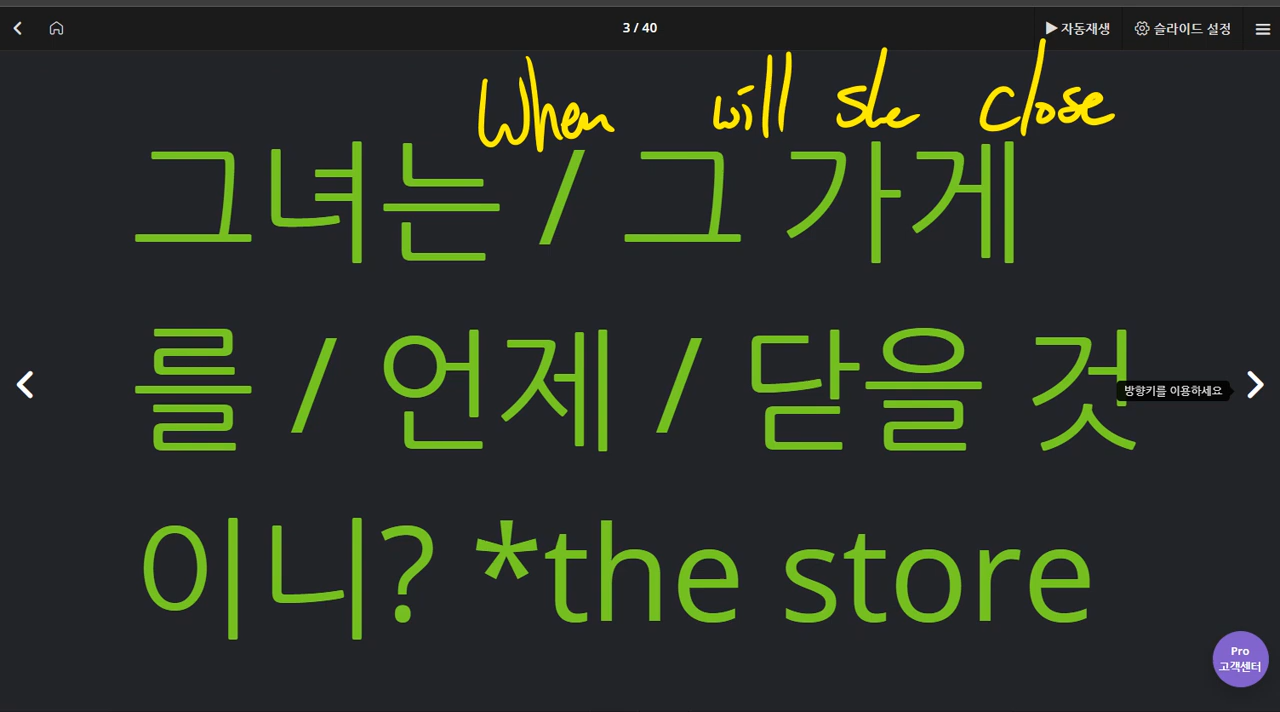 3 / 40
▶ 자동재생
슬라이드 설정
When will she close
그녀는 / 그 가게
를 / 언제 / 닫을 것
방향키를 이용하세요
이니? *the store
Pro
고객센터